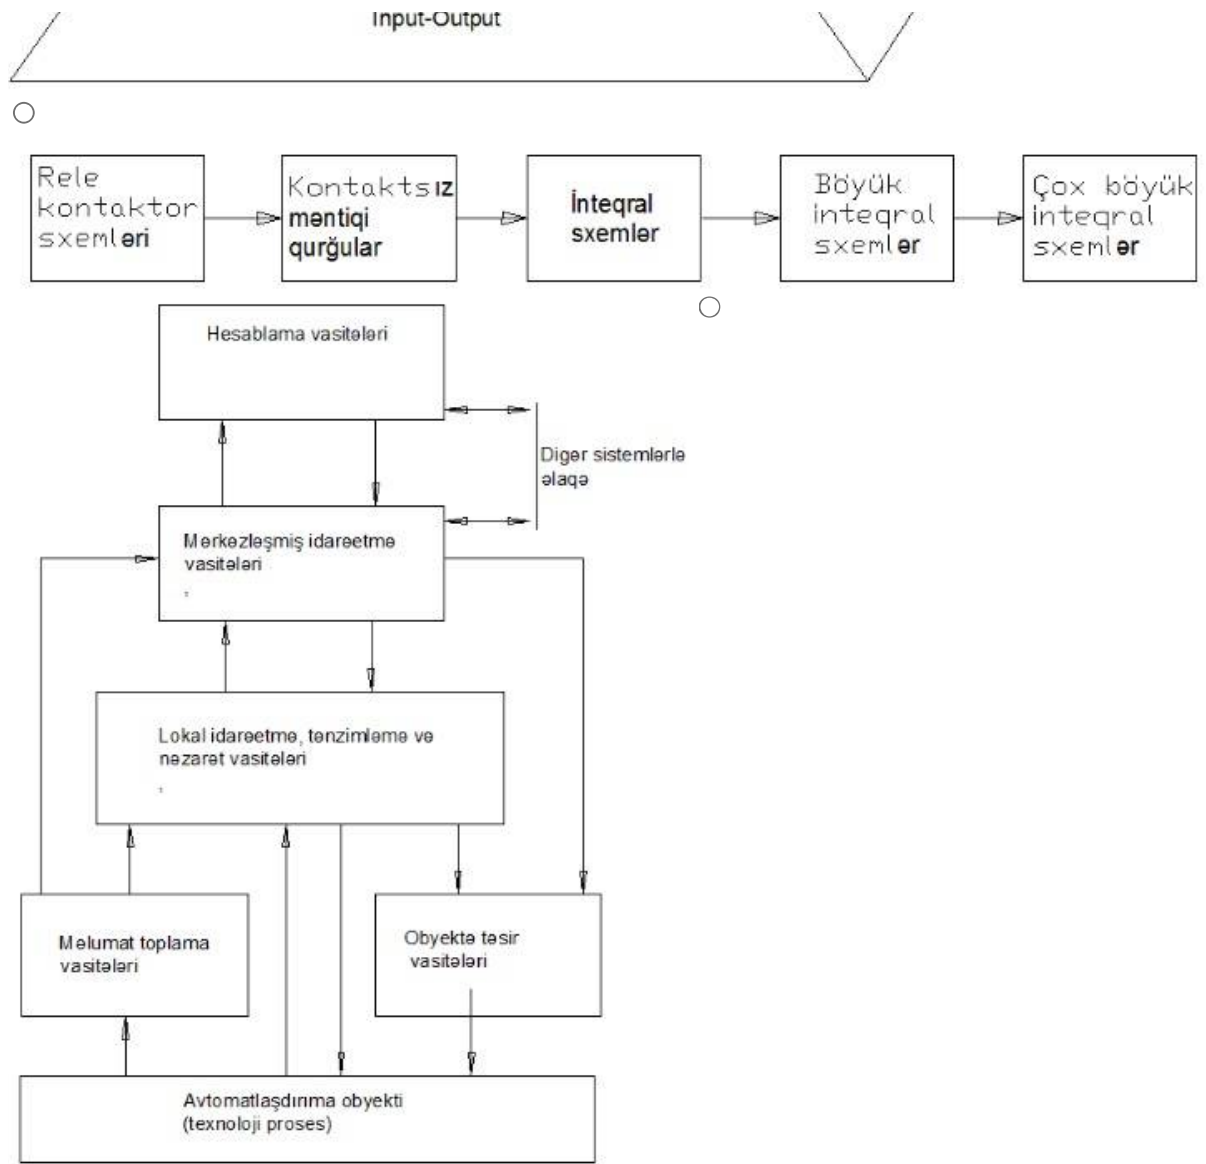 Input-Output
Rele
kontaktor
sxemləri
Kontaktsız
məntiqi
qurğular
İnteqral
sxemlər
Böyük
inteqral
sxemlər
Çox böyük
inteqral
sxemlər
Hesablama vasitələri
Digər sistemlərlə
əlaqə
Mərkəzləşmiş idarəetmə
vasitələri
,
Lokal idarəetmə, tənzimləmə və
nəzarət vasitələri
,
Məlumat toplama
vasitələri
Obyektə təsir
vasitələri
Avtomatlaşdırıma obyekti
(texnoloji proses)